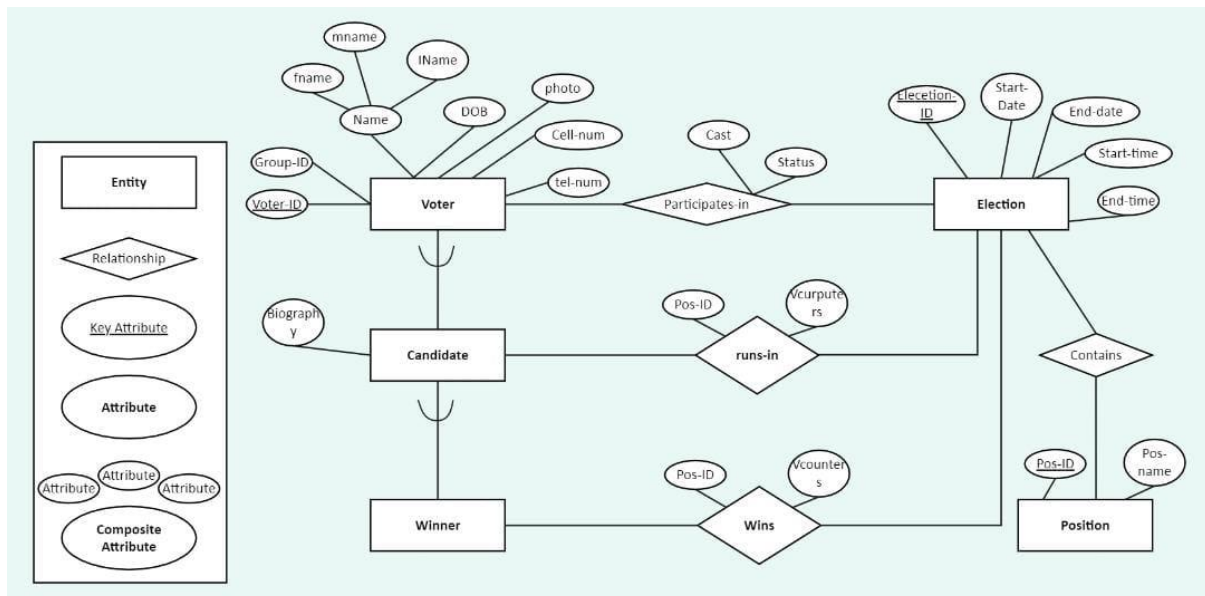 mname
lName
fname
photo
Name
DOB
Cell-num
Group-ID
tel-num
Voter-ID
Voter
Cast
Status
Participates-in
Elecetion-
ID
Start-
Date
End-date
Start-time
End-time
Election
Entity
Relationship
Key Attribute
Attribute
Attribute
Attribute
Attribute
Composite
Attribute
Biograph
y
Candidate
Pos-ID
Vcurpute
rs
runs-in
Contains
Winner
Pos-ID
Vcounter
s
Wins
Pos-ID
Pos-
name
Position